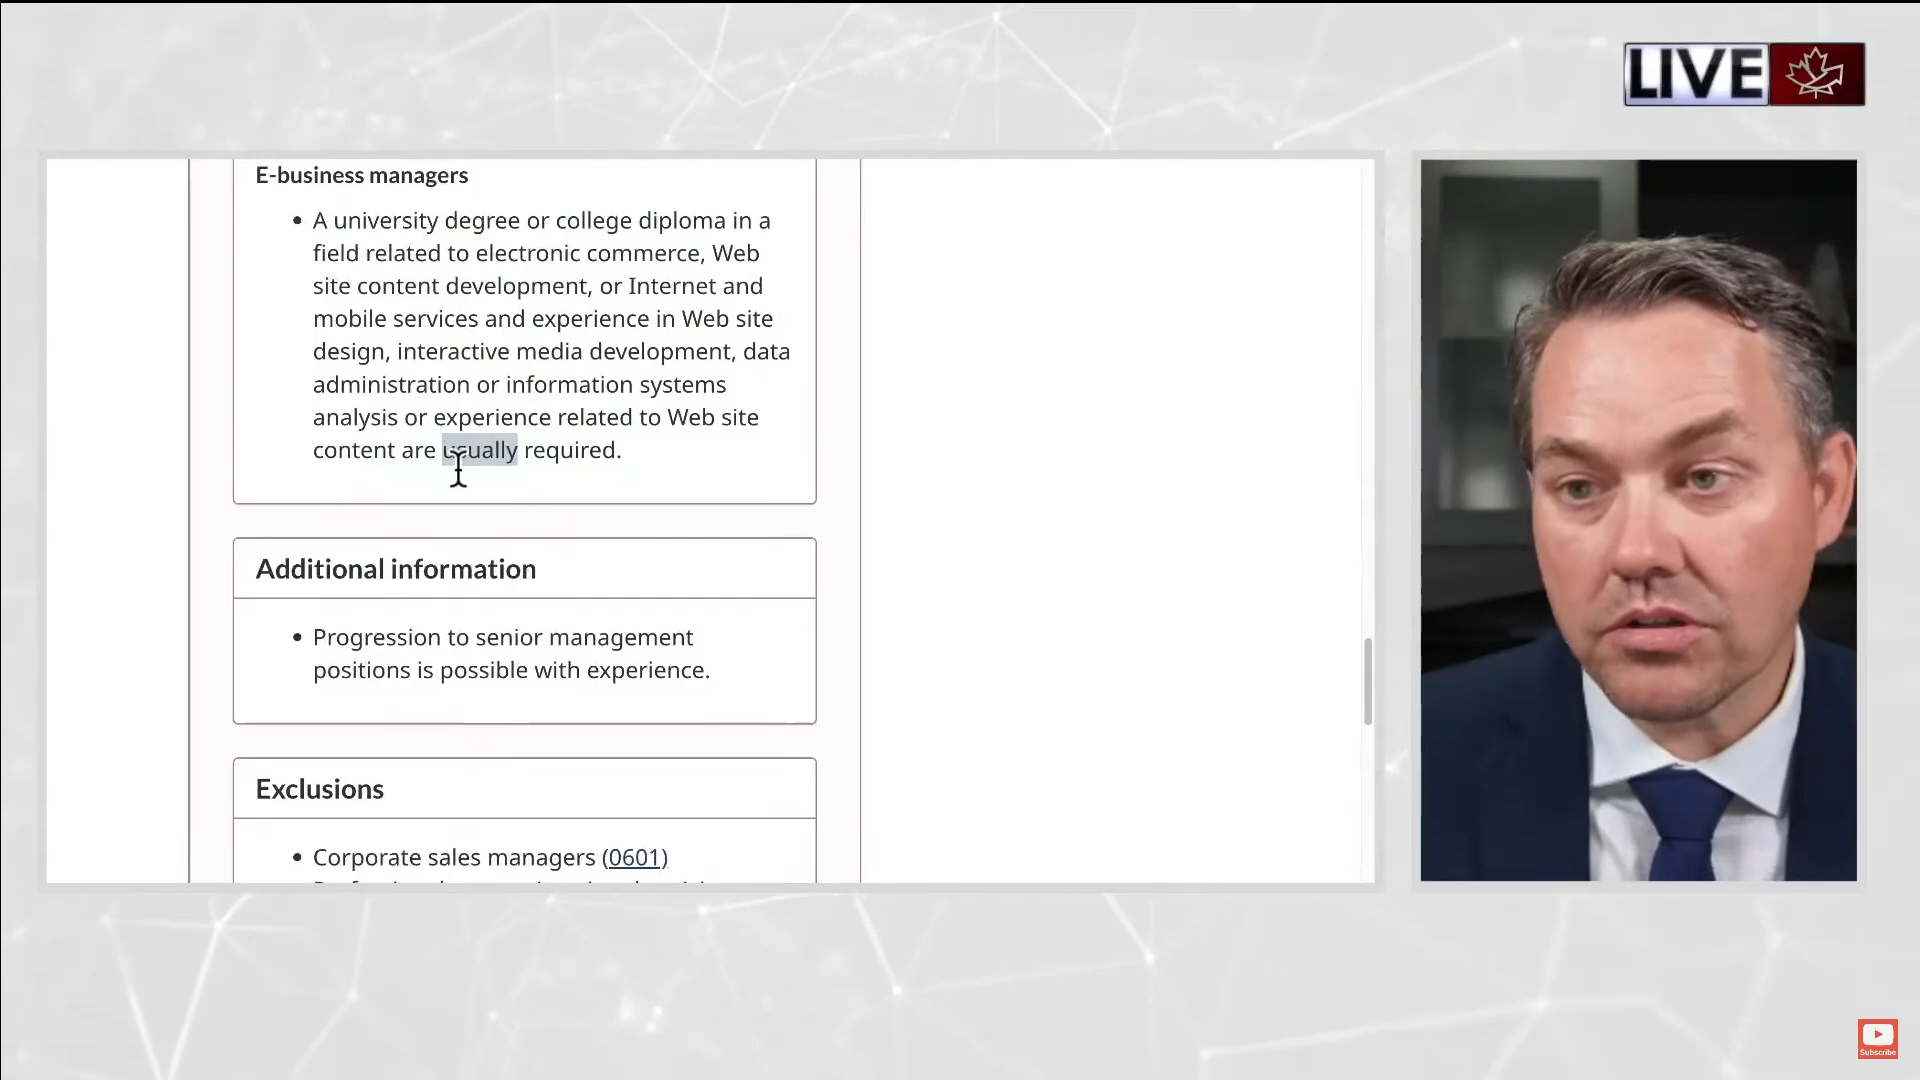 LIVE
E-business managers
• A university degree or college diploma in a
field related to electronic commerce, Web
site content development, or Internet and
mobile services and experience in Web site
design, interactive media development, data
administration or information systems
analysis or experience related to Web site
content are usually required.
Additional information
• Progression to senior management
positions is possible with experience.
Exclusions
• Corporate sales managers (0601)
Subscribe